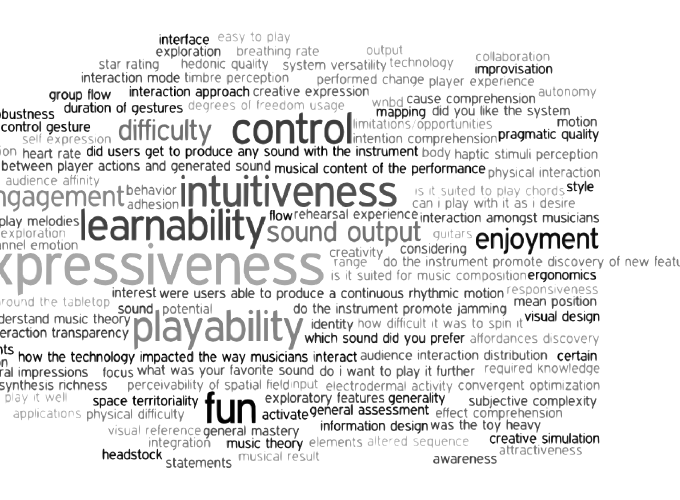 interface easy to play
exploration breathing rate output
star rating hedonic quality system versatility technology collaboration
interaction mode timbre perception performed change player experience improvisation
group flow interaction approach creative expression autonomy
duration of gestures degrees of freedom usage wnbd cause comprehension
obustness mapping did you like the system
control gesture difficulty control limitations/opportunities motion
self expression intention comprehension pragmatic quality
ion heart rate did users get to produce any sound with the instrument body haptic stimuli perception
between player actions and generated sound musical content of the performance physical interaction
audience affinity
ngagement behavior intuitiveness is it suited to play chords style
adhesion can i play with it as i desire
play melodies learnability flow rehearsal experience interaction amongst musicians
exploration sound output guitars enjoyment
nnel emotion creativity considering
xpressiveness range do the instrument promote discovery of new featu
is it suited for music composition ergonomics
interest were users able to produce a continuous rhythmic motion responsiveness
round the tabletop sound potential do the instrument promote jamming mean position
derstand music theory playability identity how difficult it was to spin it visual design
eraction transparency which sound did you prefer affordances discovery
nts how the technology impacted the way musicians interact audience interaction distribution certain
on
ral impressions focus what was your favorite sound do i want to play it further required knowledge
synthesis richness perceivability of spatial field input electrodermal activity convergent optimization
play it well space territoriality fun exploratory features generality subjective complexity
applications physical difficulty activate general assessment effect comprehension
visual reference general mastery information design was the toy heavy
integration music theory elements altered sequence creative simulation
headstock musical result attractiveness
statements awareness